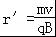 r' = mv/qB